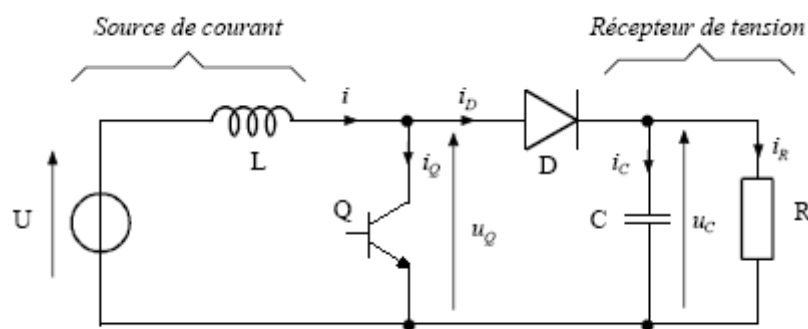 Source de courant
Récepteur de tension
i
i_D
L
D
i_Q
i_C
i_R
U
Q
u_Q
C
u_C
R